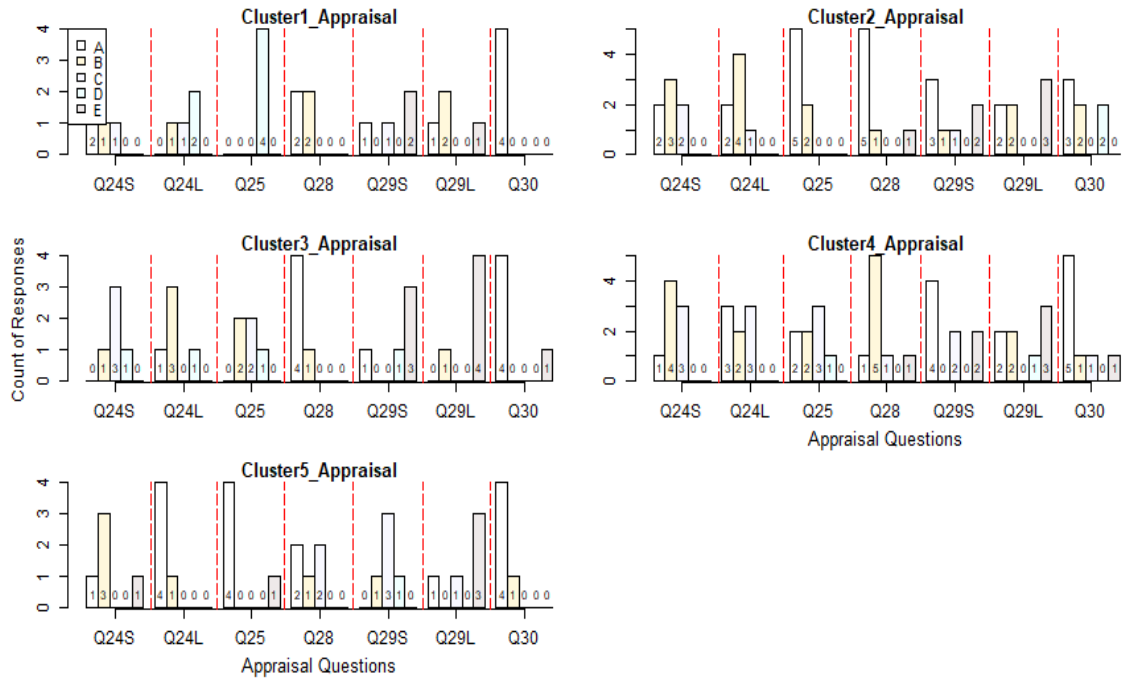 Cluster1_Appraisal
4
3
2
1
0
A
B
C
D
E
2 1 1 0 0 0 1 1 2 0 0 0 0 4 0 2 2 0 0 0 1 0 1 0 2 1 2 0 0 1 4 0 0 0 0
Q24S Q24L Q25 Q28 Q29S Q29L Q30
Cluster2_Appraisal
4
2
0
2 3 2 0 0 2 4 1 0 0 5 2 0 0 0 5 1 0 0 1 3 1 1 0 2 2 2 0 0 3 3 2 0 2 0
Q24S Q24L Q25 Q28 Q29S Q29L Q30
Count of Responses
Cluster3_Appraisal
4
3
2
1
0
0 1 3 1 0 1 3 0 1 0 0 2 2 1 0 4 1 0 0 0 1 0 0 1 3 0 1 0 0 4 4 0 0 0 1
Q24S Q24L Q25 Q28 Q29S Q29L Q30
Cluster4_Appraisal
4
2
0
1 4 3 0 0 3 2 3 0 0 2 2 3 1 0 1 5 1 0 1 4 0 2 0 2 2 2 0 1 3 5 1 1 0 1
Q24S Q24L Q25 Q28 Q29S Q29L Q30
Appraisal Questions
Cluster5_Appraisal
4
3
2
1
0
1 3 0 0 1 4 1 0 0 0 4 0 0 0 1 2 1 2 0 0 0 1 3 1 0 1 0 1 0 3 4 1 0 0 0
Q24S Q24L Q25 Q28 Q29S Q29L Q30
Appraisal Questions